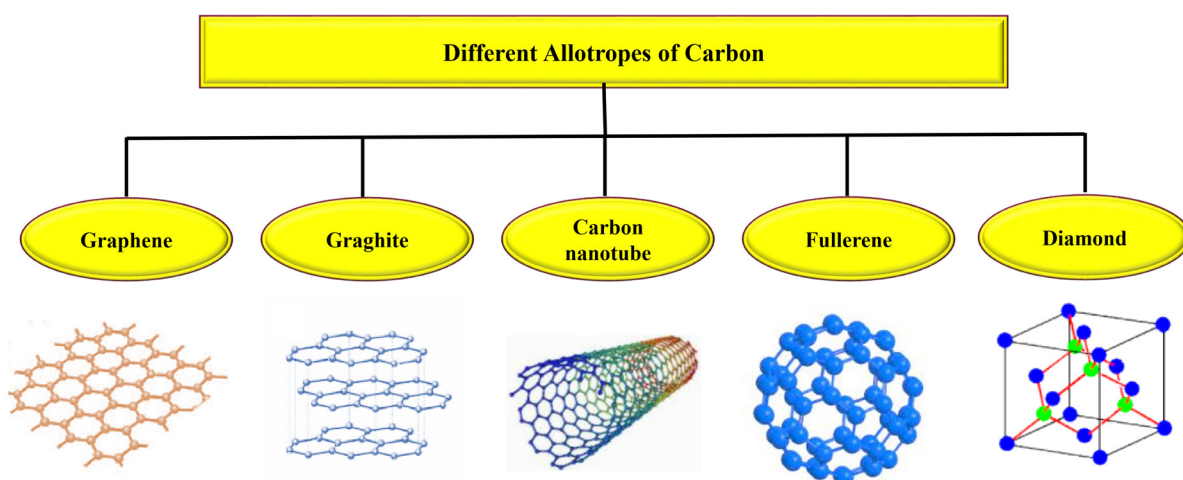 Different Allotropes of Carbon
Graphene
Graghite
Carbon
nanotube
Fullerene
Diamond